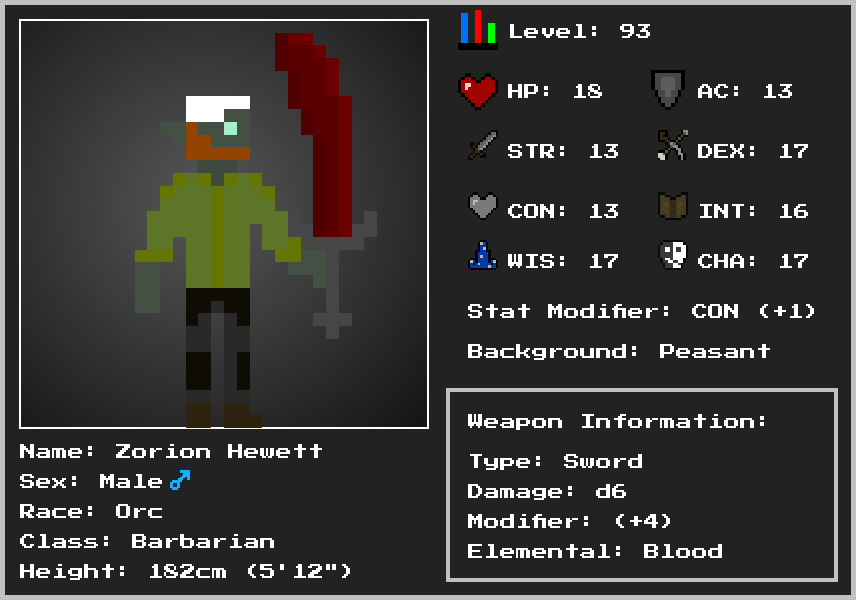 Level: 93
HP: 18 AC: 13
STR: 13 DEX: 17
CON: 13 INT: 16
WIS: 17 CHA: 17
Stat Modifier: CON (+1)
Background: Peasant
Weapon Information:
Type: Sword
Damage: d6
Modifier: (+4)
Elemental: Blood
Name: Zorion Hewett
Sex: Male ♂
Race: Orc
Class: Barbarian
Height: 182cm (5'12")